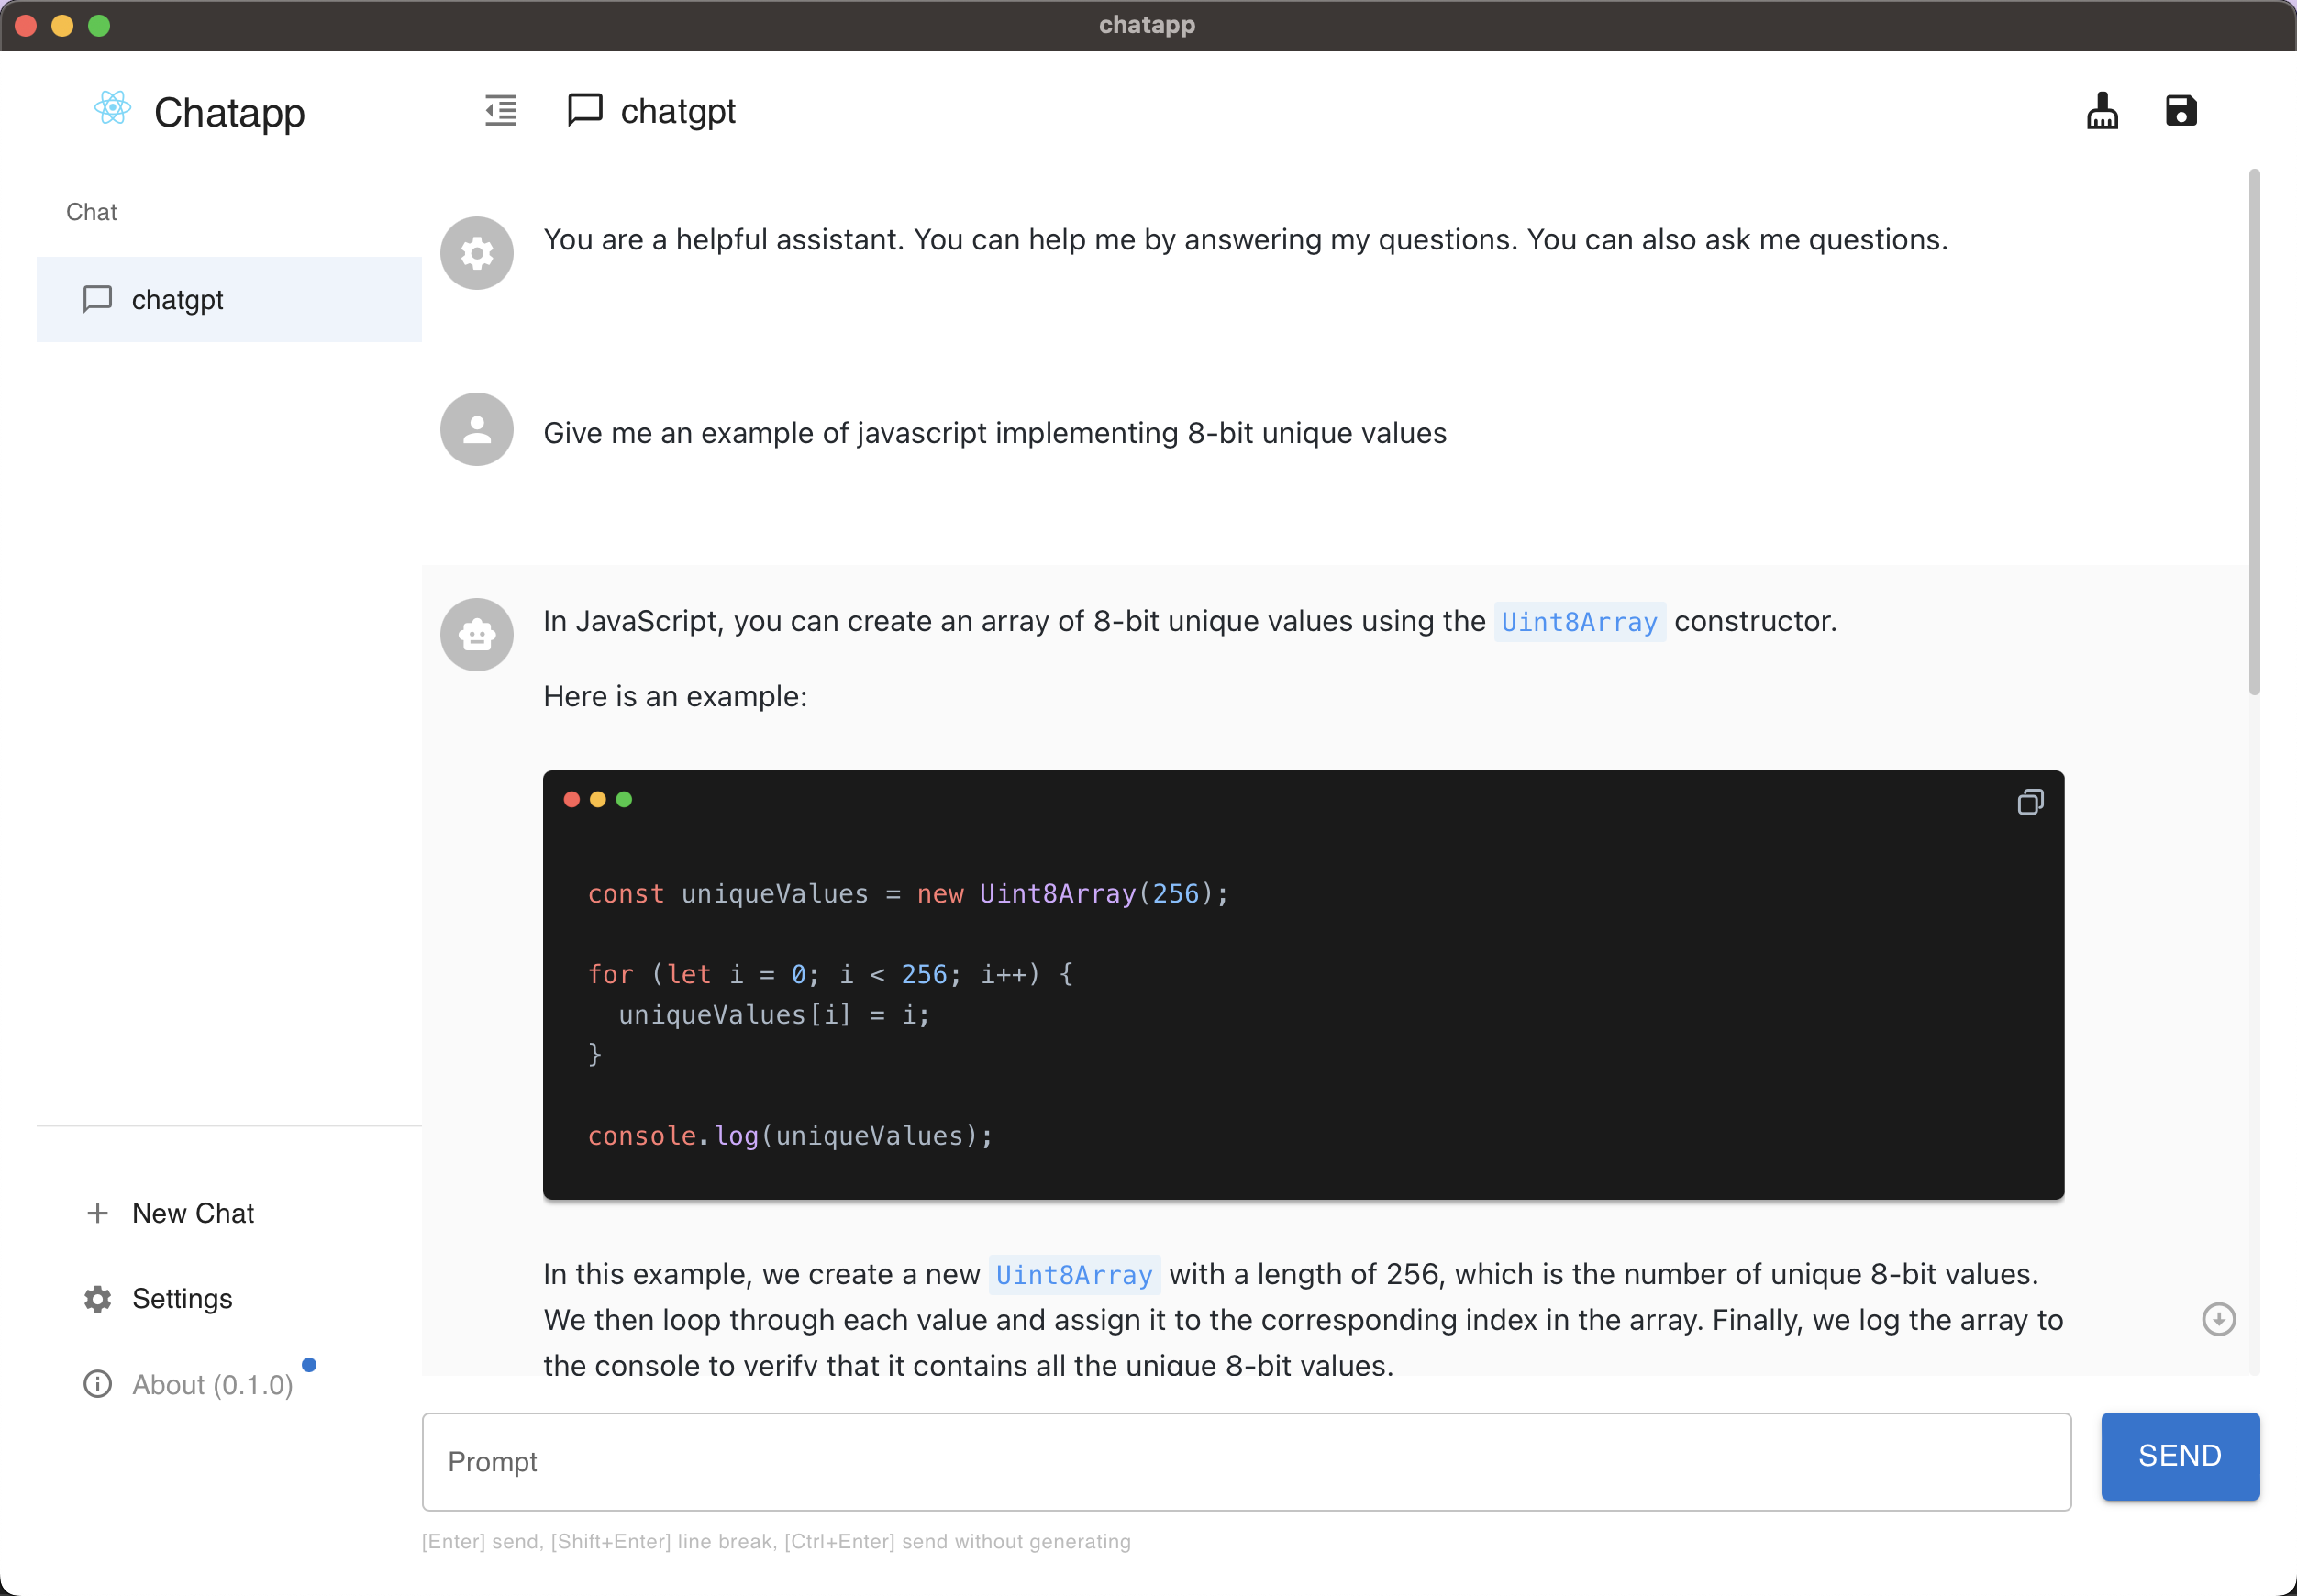 chatapp
Chatapp
chatgpt
Chat
chatgpt
You are a helpful assistant. You can help me by answering my questions. You can also ask me questions.
Give me an example of javascript implementing 8-bit unique values
In JavaScript, you can create an array of 8-bit unique values using the Uint8Array constructor.
Here is an example:
const uniqueValues = new Uint8Array(256);
for (let i = 0; i < 256; i++) {
  uniqueValues[i] = i;
}
console.log(uniqueValues);
In this example, we create a new Uint8Array with a length of 256, which is the number of unique 8-bit values.
We then loop through each value and assign it to the corresponding index in the array. Finally, we log the array to
the console to verify that it contains all the unique 8-bit values.
New Chat
Settings
About (0.1.0)
Prompt
SEND
[Enter] send, [Shift+Enter] line break, [Ctrl+Enter] send without generating